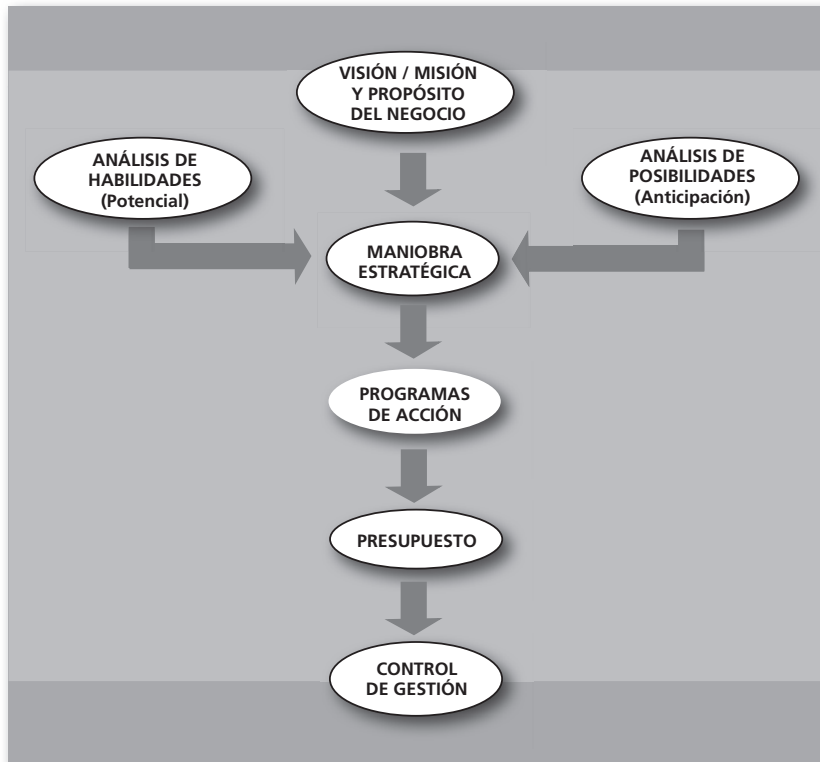 VISIÓN / MISIÓN
Y PROPÓSITO
DEL NEGOCIO
ANÁLISIS DE
HABILIDADES
(Potencial)
ANÁLISIS DE
POSIBILIDADES
(Anticipación)
MANIOBRA
ESTRATÉGICA
PROGRAMAS
DE ACCIÓN
PRESUPUESTO
CONTROL
DE GESTIÓN